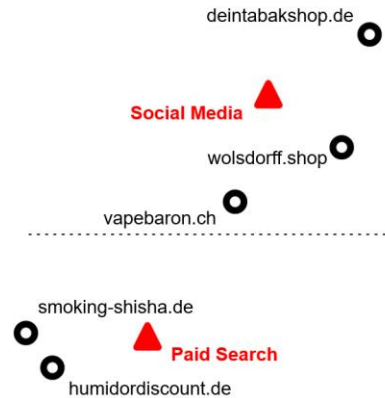 deintabakshop.de
Social Media
wolsdorff.shop
vapebaron.ch
smoking-shisha.de
Paid Search
humidordiscount.de